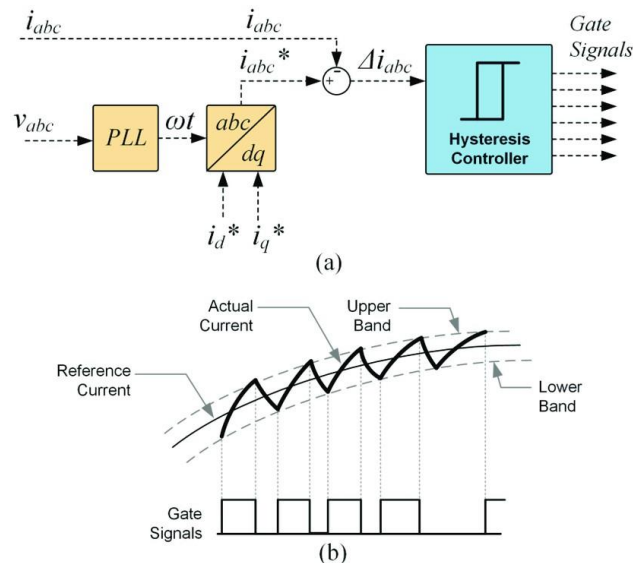 i_abc
i_abc
Gate
Signals
i_abc*
Δi_abc
+
-
v_abc
PLL
ωt
abc
dq
Hysteresis
Controller
i_d*
i_q*
(a)
Actual
Current
Upper
Band
Reference
Current
Lower
Band
Gate
Signals
(b)